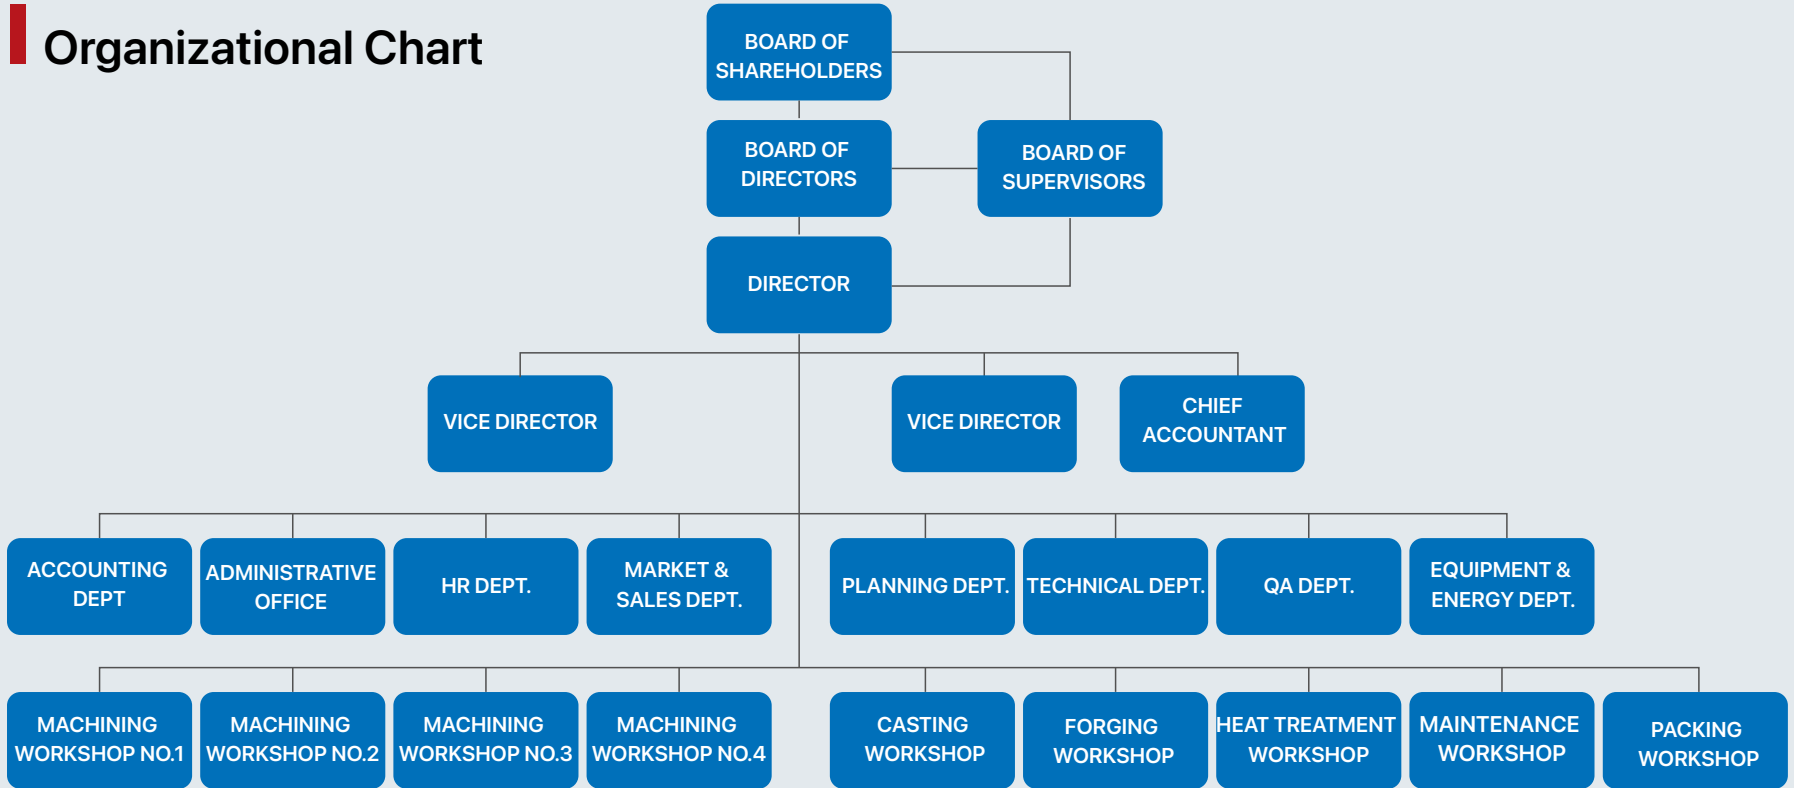 Organizational Chart
BOARD OF
SHAREHOLDERS
BOARD OF
DIRECTORS
BOARD OF
SUPERVISORS
DIRECTOR
VICE DIRECTOR
VICE DIRECTOR
CHIEF
ACCOUNTANT
ACCOUNTING
DEPT
ADMINISTRATIVE
OFFICE
HR DEPT.
MARKET &
SALES DEPT.
PLANNING DEPT.
TECHNICAL DEPT.
QA DEPT.
EQUIPMENT &
ENERGY DEPT.
MACHINING
WORKSHOP NO.1
MACHINING
WORKSHOP NO.2
MACHINING
WORKSHOP NO.3
MACHINING
WORKSHOP NO.4
CASTING
WORKSHOP
FORGING
WORKSHOP
HEAT TREATMENT
WORKSHOP
MAINTENANCE
WORKSHOP
PACKING
WORKSHOP